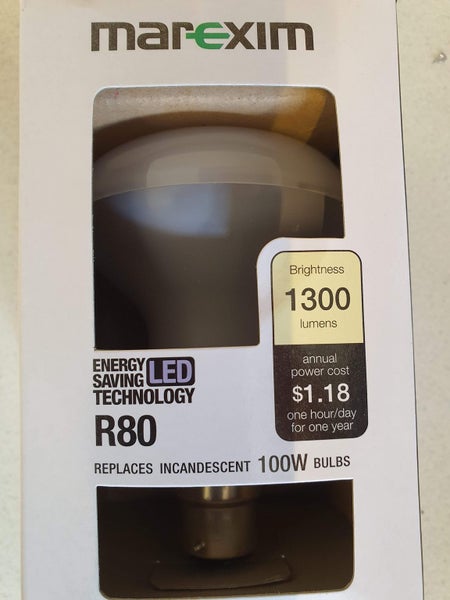 marexim
Brightness
1300
lumens
annual
power cost
$1.18
one hour/day
for one year
ENERGY
SAVING LED
TECHNOLOGY
R80
REPLACES INCANDESCENT 100W BULBS